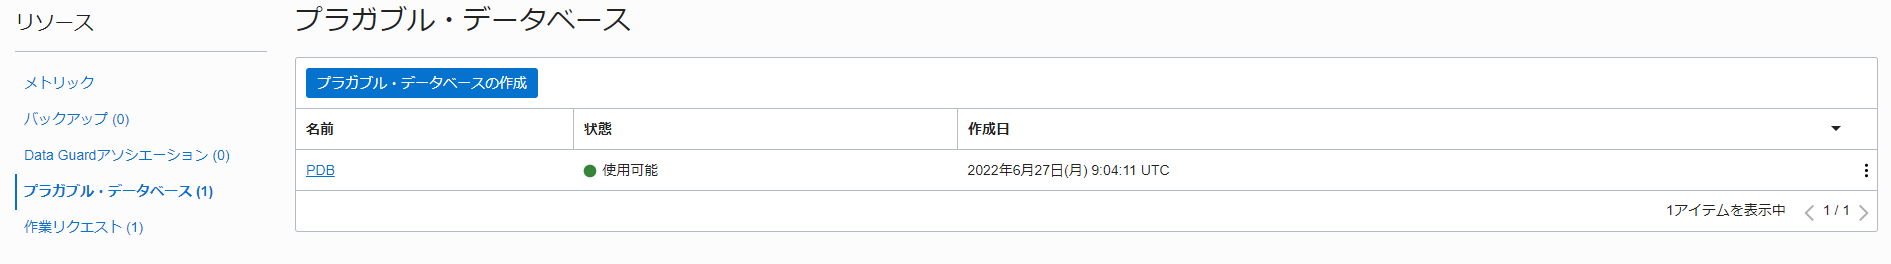 リソース
メトリック
バックアップ (0)
Data Guardアソシエーション (0)
プラガブル・データベース (1)
作業リクエスト (1)
プラガブル・データベース
プラガブル・データベースの作成
名前 状態 作成日
PDB 使用可能 2022年6月27日(月) 9:04:11 UTC
1アイテムを表示中 1 / 1